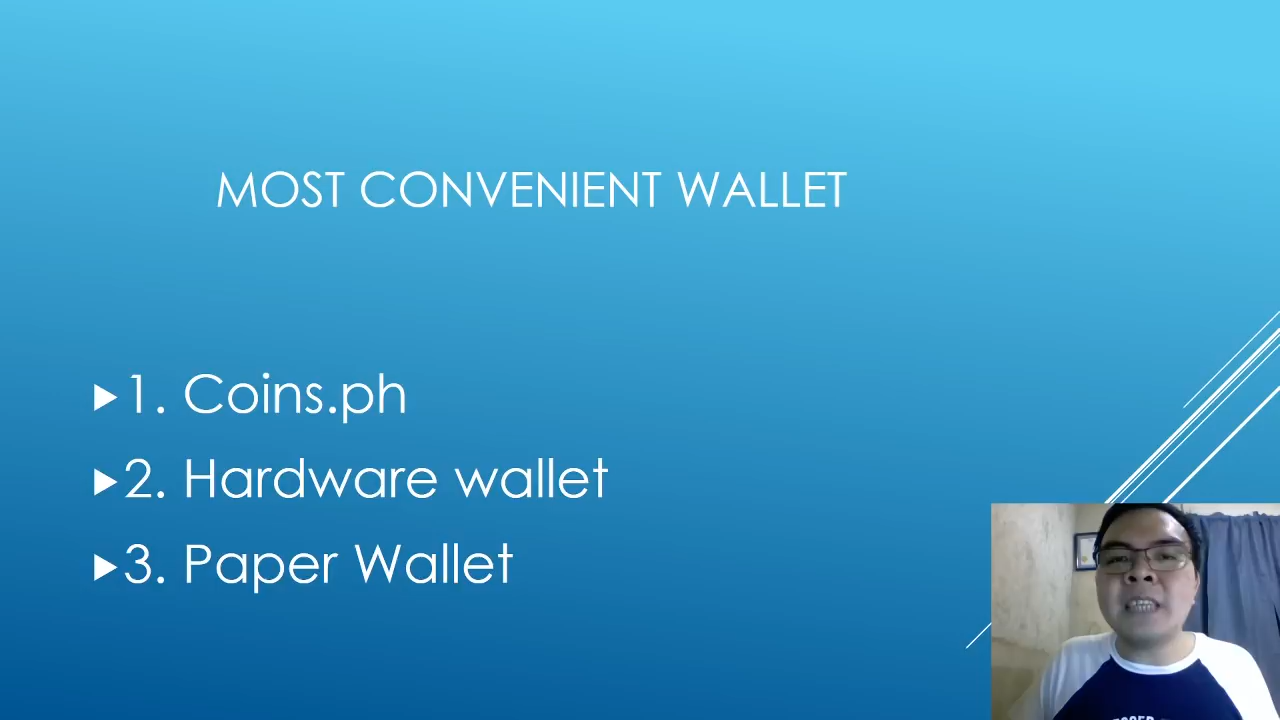 MOST CONVENIENT WALLET
1. Coins.ph
2. Hardware wallet
3. Paper Wallet